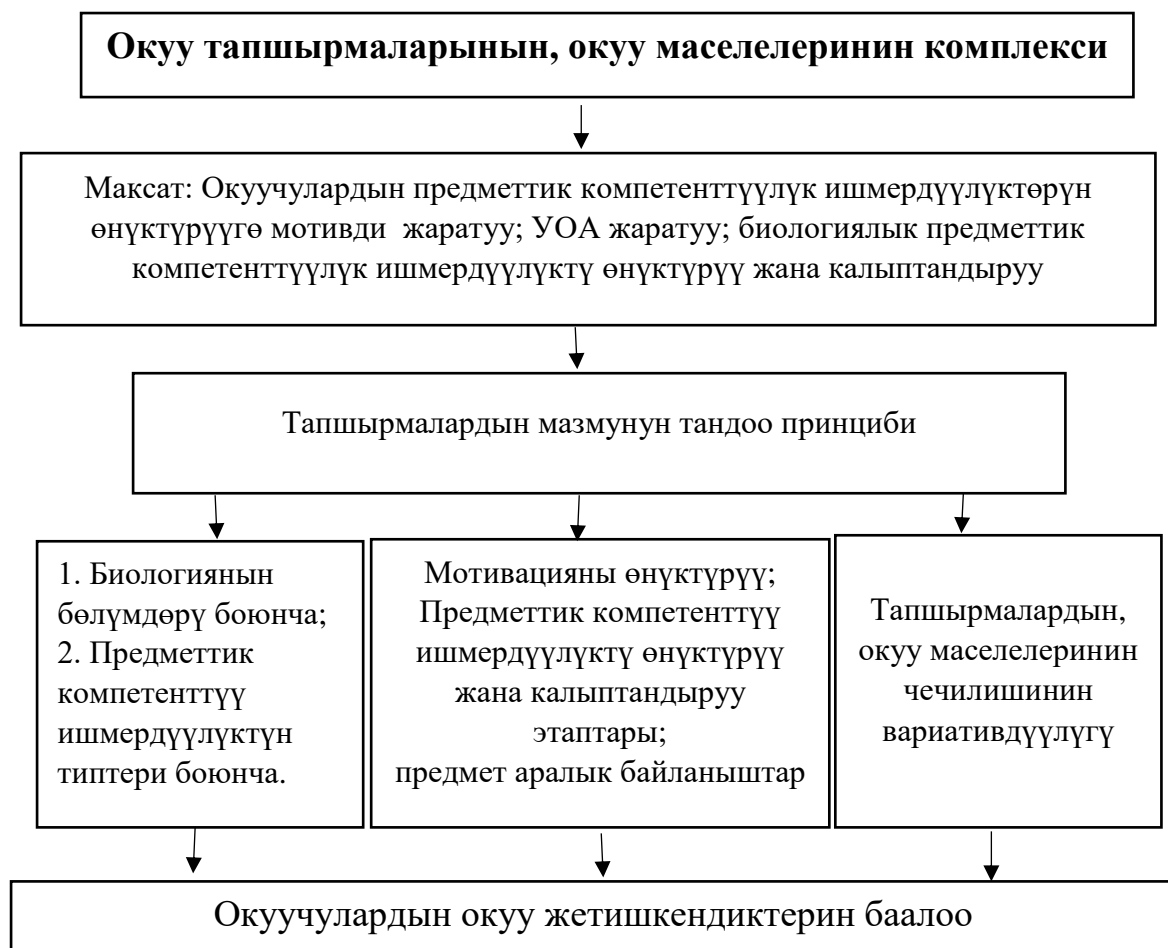 Окуу тапшырмаларынын, окуу маселелеринин комплекси
Максат: Окуучулардын предметтик компетенттүүлүк ишмердүүлүктөрүн
өнүктүрүүгө мотивди жаратуу; УОА жаратуу; биологиялык предметтик
компетенттүүлүк ишмердүүлүктү өнүктүрүү жана калыптандыруу
Тапшырмалардын мазмунун тандоо принциби
1. Биологиянын
бөлүмдөрү боюнча;
2. Предметтик
компетенттүү
ишмердүүлүктүн
типтери боюнча.
Мотивацияны өнүктүрүү;
Предметтик компетенттүү
ишмердүүлүктү өнүктүрүү
жана калыптандыруу
этаптары;
предмет аралык байланыштар
Тапшырмалардын,
окуу маселелеринин
чечилишинин
вариативдүүлүгү
Окуучулардын окуу жетишкендиктерин баалоо